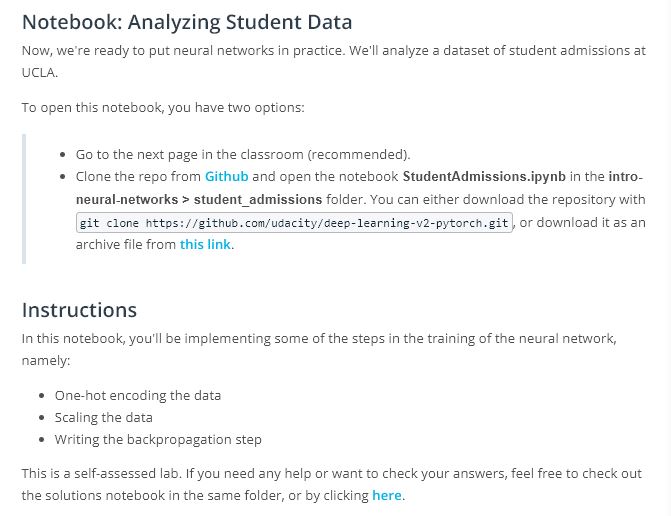 Notebook: Analyzing Student Data
Now, we're ready to put neural networks in practice. We'll analyze a dataset of student admissions at
UCLA.
To open this notebook, you have two options:
• Go to the next page in the classroom (recommended).
• Clone the repo from Github and open the notebook StudentAdmissions.ipynb in the intro-
neural-networks > student_admissions folder. You can either download the repository with
git clone https://github.com/udacity/deep-learning-v2-pytorch.git, or download it as an
archive file from this link.
Instructions
In this notebook, you'll be implementing some of the steps in the training of the neural network,
namely:
• One-hot encoding the data
• Scaling the data
• Writing the backpropagation step
This is a self-assessed lab. If you need any help or want to check your answers, feel free to check out
the solutions notebook in the same folder, or by clicking here.